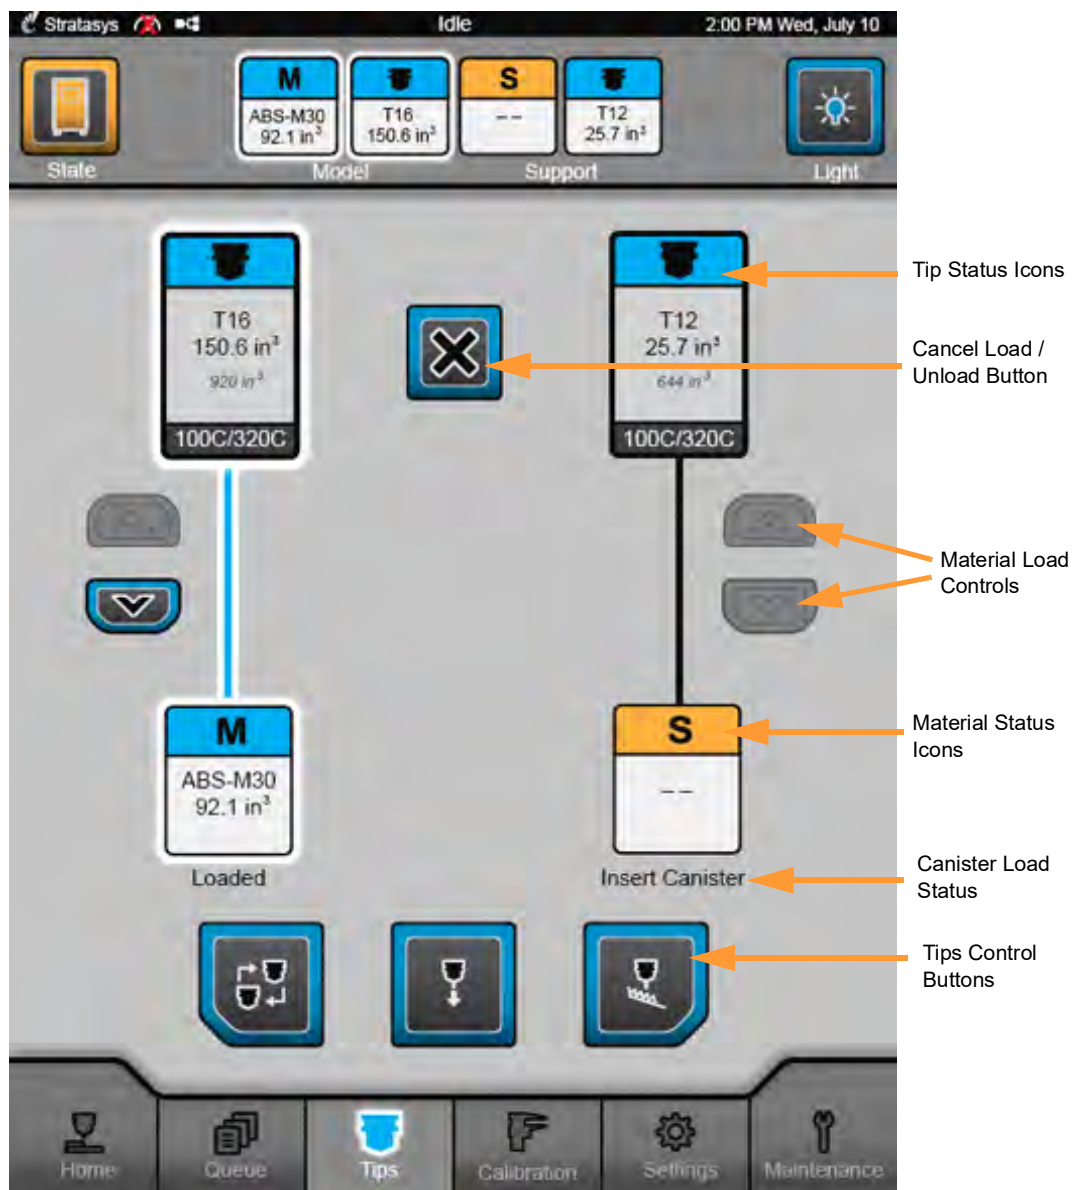 Stratasys
Idle
2:00 PM Wed, July 10
M
ABS-M30
92.1 in³
T16
150.6 in³
S
--
T12
25.7 in³
State
Model
Support
Light
T16
150.6 in³
920 in³
100C/320C
T12
25.7 in³
644 in³
100C/320C
Tip Status Icons
Cancel Load /
Unload Button
Material Load
Controls
M
ABS-M30
92.1 in³
Loaded
S
--
Insert Canister
Material Status
Icons
Canister Load
Status
Tips Control
Buttons
Home
Queue
Tips
Calibration
Settings
Maintenance